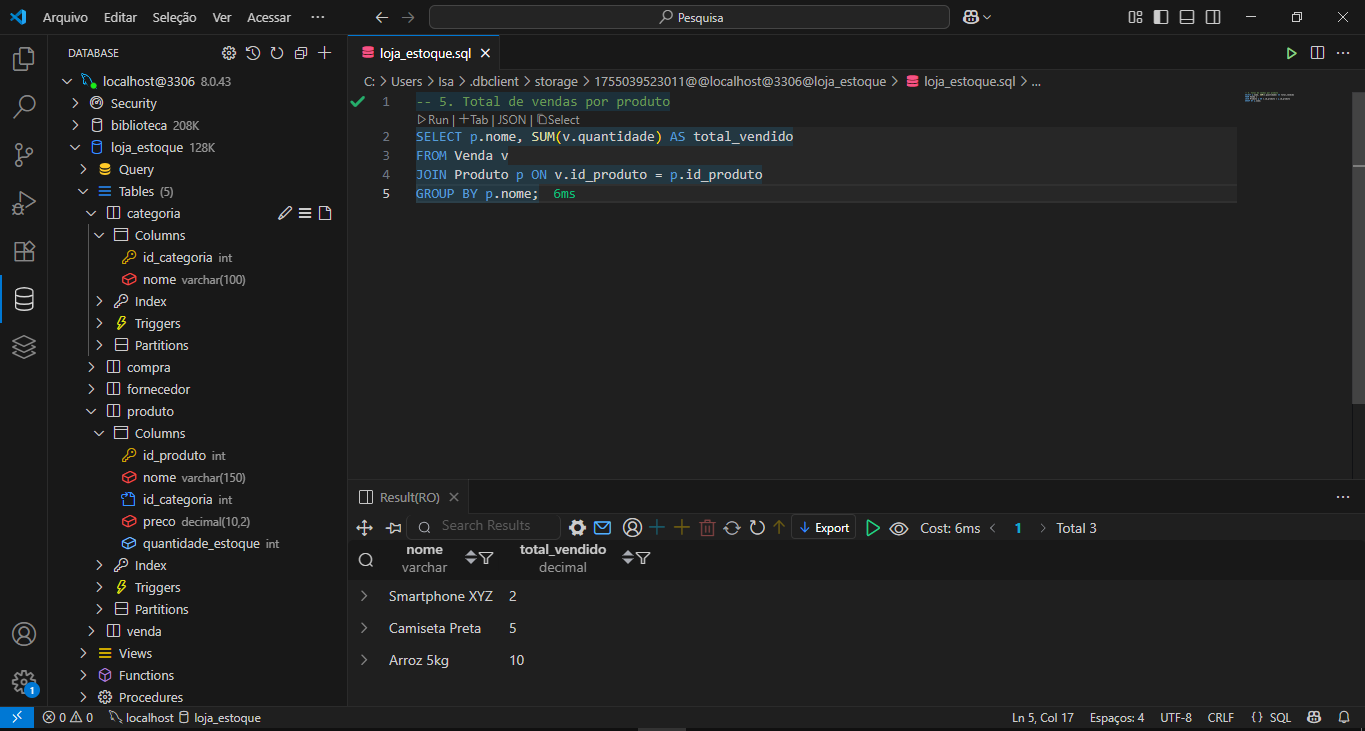 Arquivo Editar Seleção Ver Acessar ··· Pesquisa
DATABASE
localhost@3306 8.0.43
Security
biblioteca 208K
loja_estoque 128K
Query
Tables (5)
categoria
Columns
id_categoria int
nome varchar(100)
Index
Triggers
Partitions
compra
fornecedor
produto
Columns
id_produto int
nome varchar(150)
id_categoria int
preco decimal(10,2)
quantidade_estoque int
Index
Triggers
Partitions
venda
Views
Functions
Procedures
1
loja_estoque.sql
C: > Users > Isa > .dbclient > storage > 1755039523011@@localhost@3306@loja_estoque > loja_estoque.sql > ...
1 -- 5. Total de vendas por produto
Run | Tab | JSON | Select
2 SELECT p.nome, SUM(v.quantidade) AS total_vendido
3 FROM Venda v
4 JOIN Produto p ON v.id_produto = p.id_produto
5 GROUP BY p.nome; 6ms
Result(RO)
Search Results Export Cost: 6ms < 1 > Total 3
nome total_vendido
varchar decimal
Smartphone XYZ 2
Camiseta Preta 5
Arroz 5kg 10
0 0 localhost loja_estoque Ln 5, Col 17 Espaços: 4 UTF-8 CRLF {} SQL